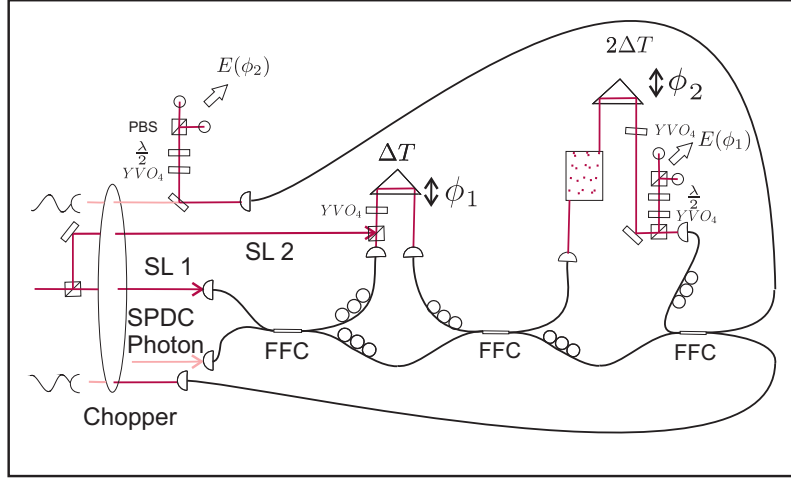 2ΔT
E(ϕ₂)
ϕ₂
PBS
YVO₄
E(ϕ₁)
λ/2
ΔT
λ/2
YVO₄
ϕ₁
YVO₄
YVO₄
SL 2
SL 1
SPDC
Photon
FFC
FFC
FFC
Chopper